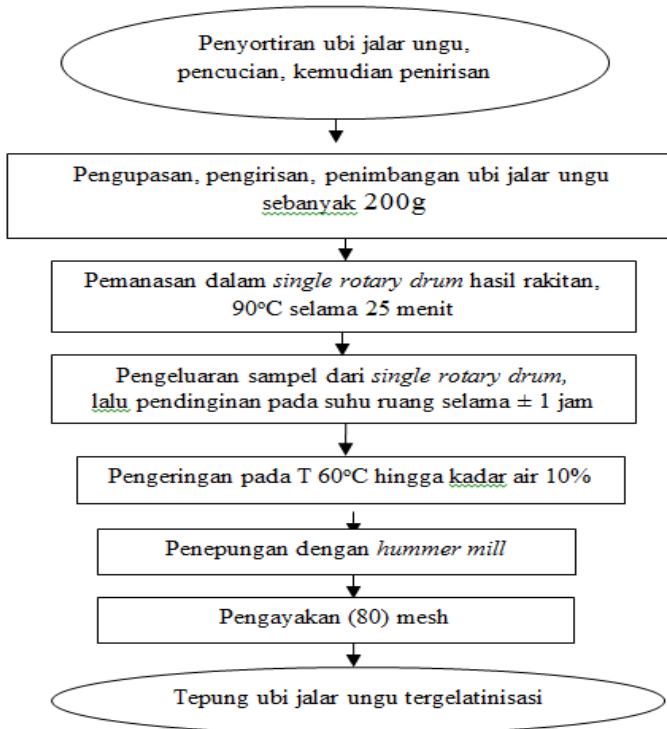 Penyortiran ubi jalar ungu,
pencucian, kemudian penirisan
Pengupasan, pengirisan, penimbangan ubi jalar ungu
sebanyak 200g
Pemanasan dalam single rotary drum hasil rakitan,
90°C selama 25 menit
Pengeluaran sampel dari single rotary drum,
lalu pendinginan pada suhu ruang selama ± 1 jam
Pengeringan pada T 60°C hingga kadar air 10%
Penepungan dengan hummer mill
Pengayakan (80) mesh
Tepung ubi jalar ungu tergelatinisasi